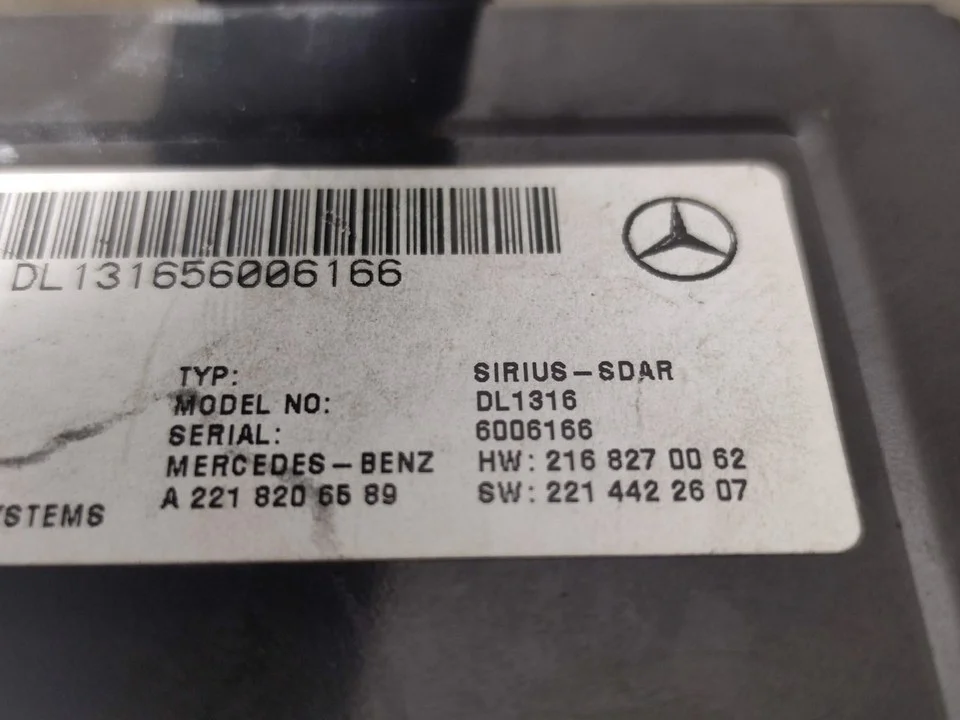 DL131656006166
TYP: SIRIUS-SDAR
MODEL NO: DL1316
SERIAL: 6006166
MERCEDES-BENZ HW: 216 827 00 62
A 221 820 65 89 SW: 221 442 26 07
YSTEMS